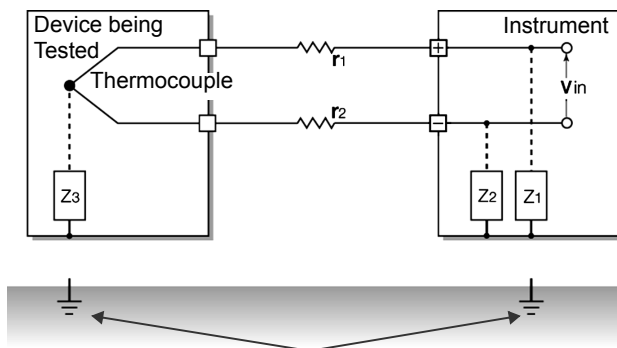 Device being
Tested
Thermocouple
Z3
r1
r2
+
−
Instrument
Vin
Z2
Z1